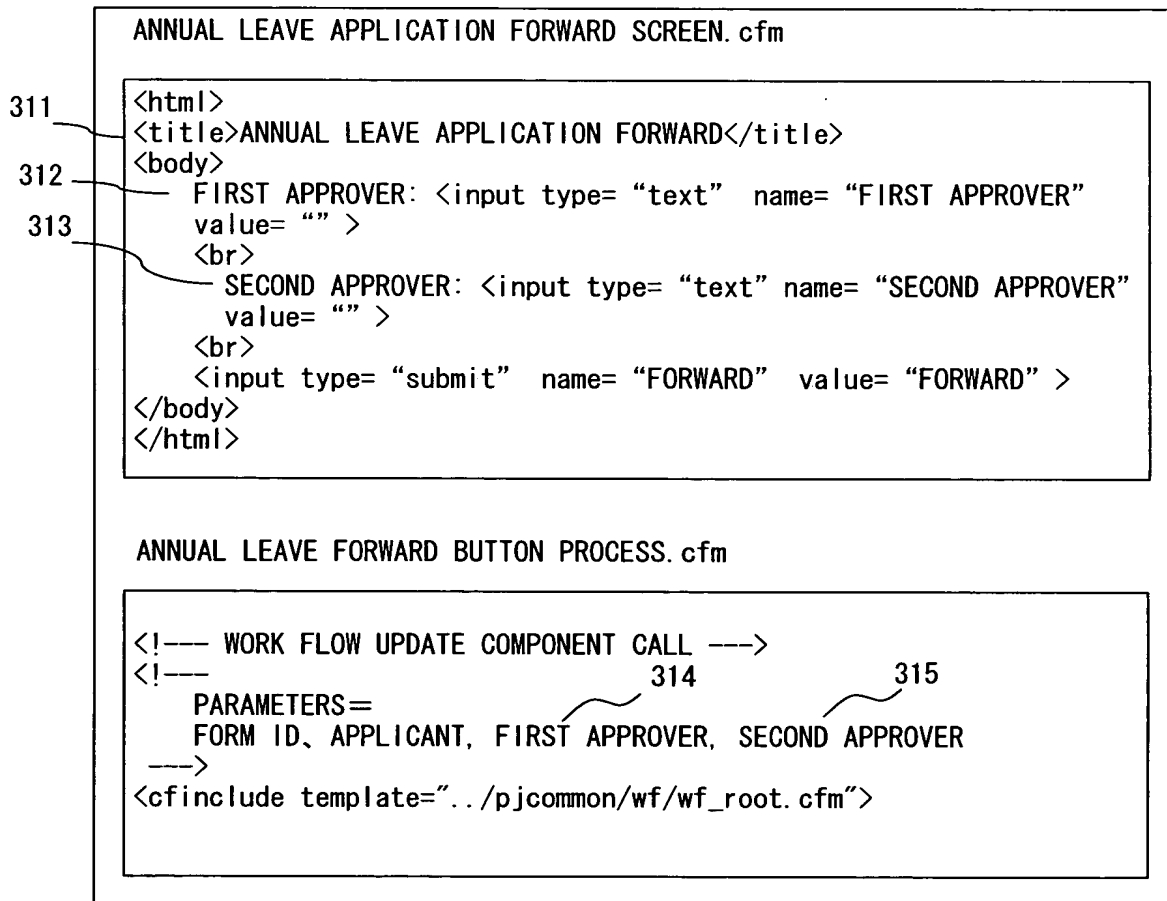 ANNUAL LEAVE APPLICATION FORWARD SCREEN.cfm
<html>
311
<title>ANNUAL LEAVE APPLICATION FORWARD</title>
<body>
312
FIRST APPROVER: <input type= “text” name= “FIRST APPROVER”
value= “” >
313
<br>
SECOND APPROVER: <input type= “text” name= “SECOND APPROVER”
value= “” >
<br>
<input type= “submit” name= “FORWARD” value= “FORWARD” >
</body>
</html>
ANNUAL LEAVE FORWARD BUTTON PROCESS.cfm
<!--- WORK FLOW UPDATE COMPONENT CALL --->
<!---
314 315
PARAMETERS=
FORM ID、APPLICANT, FIRST APPROVER, SECOND APPROVER
--->
<cfinclude template="../pjcommon/wf/wf_root.cfm">